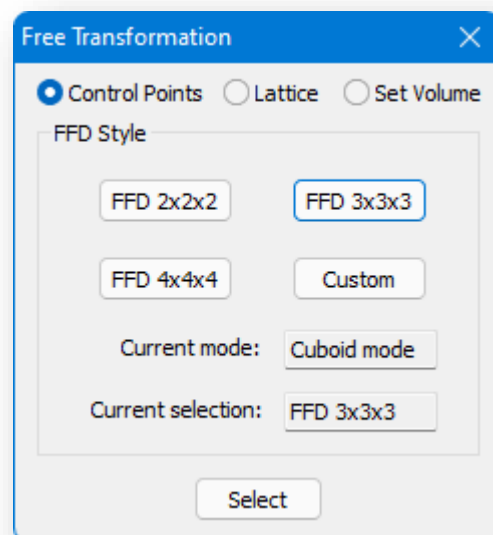 Free Transformation
Control Points Lattice Set Volume
FFD Style
FFD 2x2x2 FFD 3x3x3
FFD 4x4x4 Custom
Current mode: Cuboid mode
Current selection: FFD 3x3x3
Select